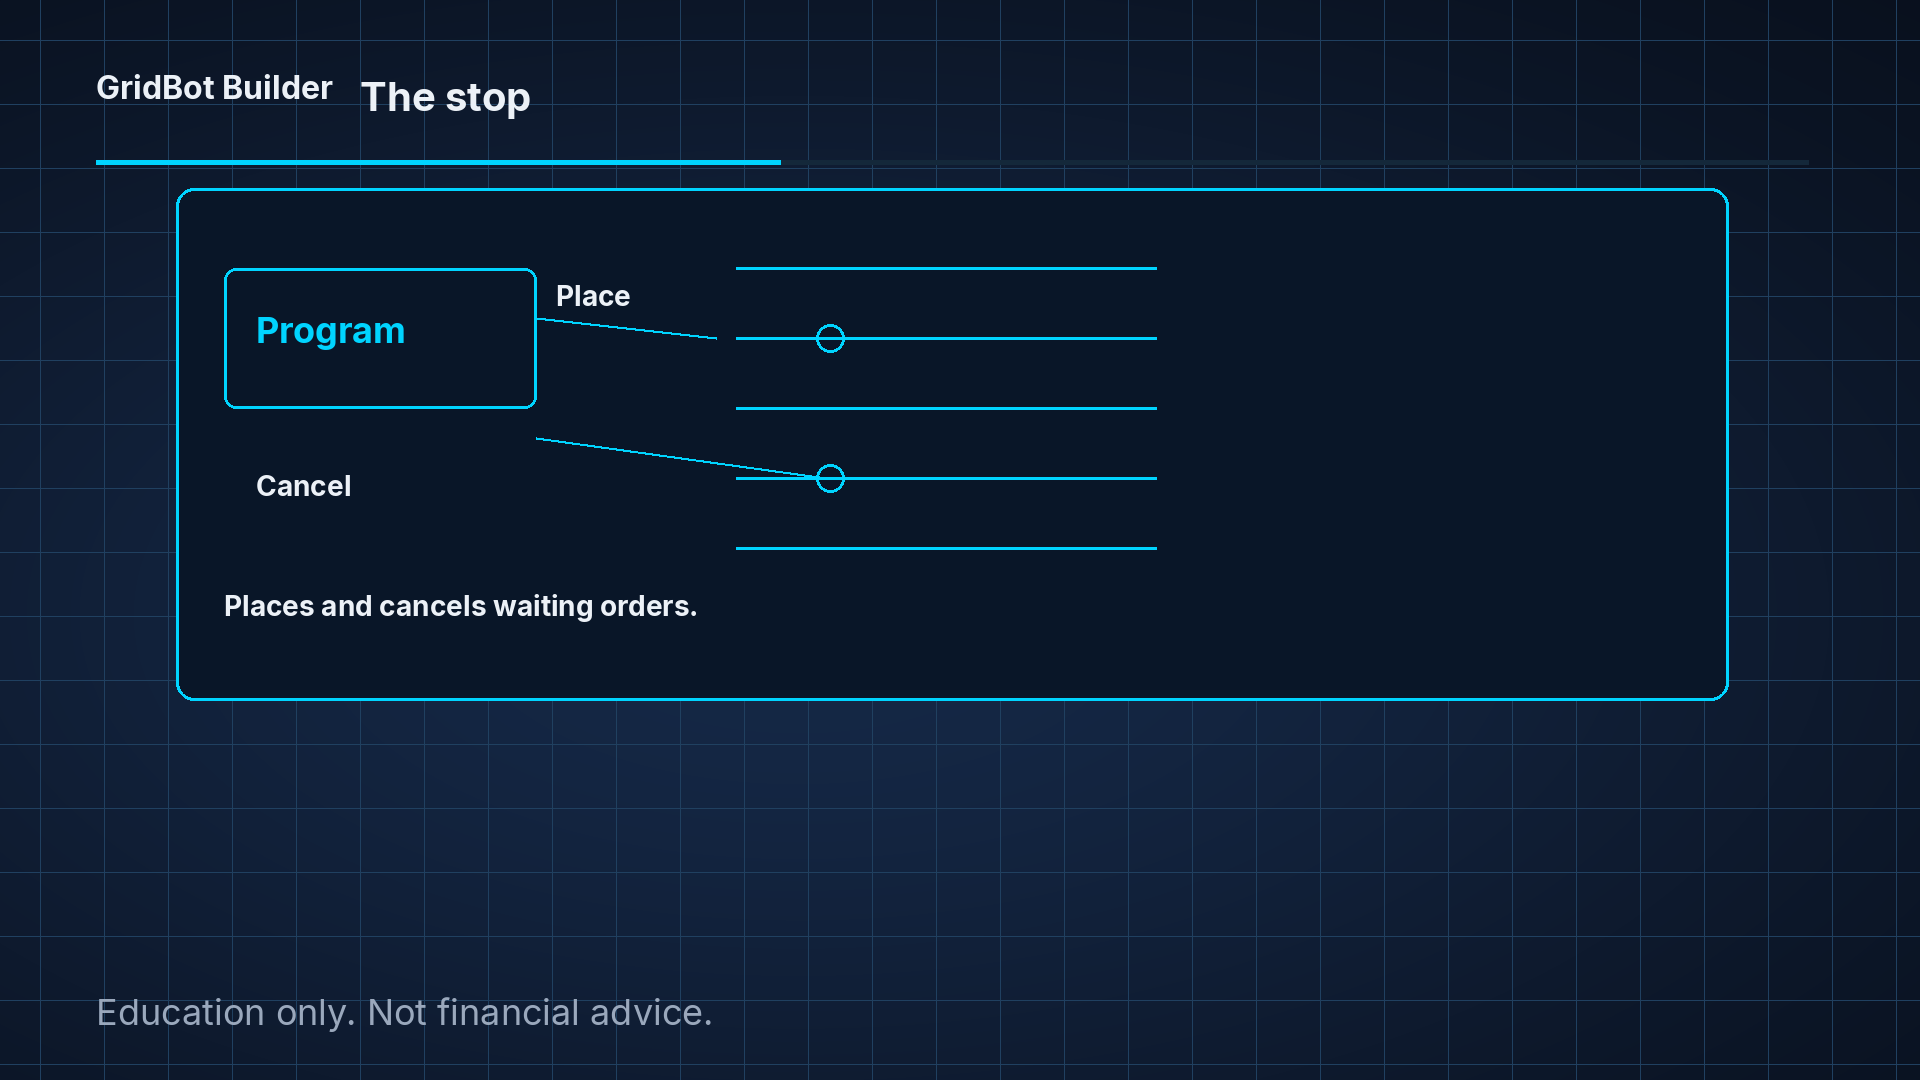 GridBot Builder
The stop
Place
Program
Cancel
Places and cancels waiting orders.
Education only. Not financial advice.